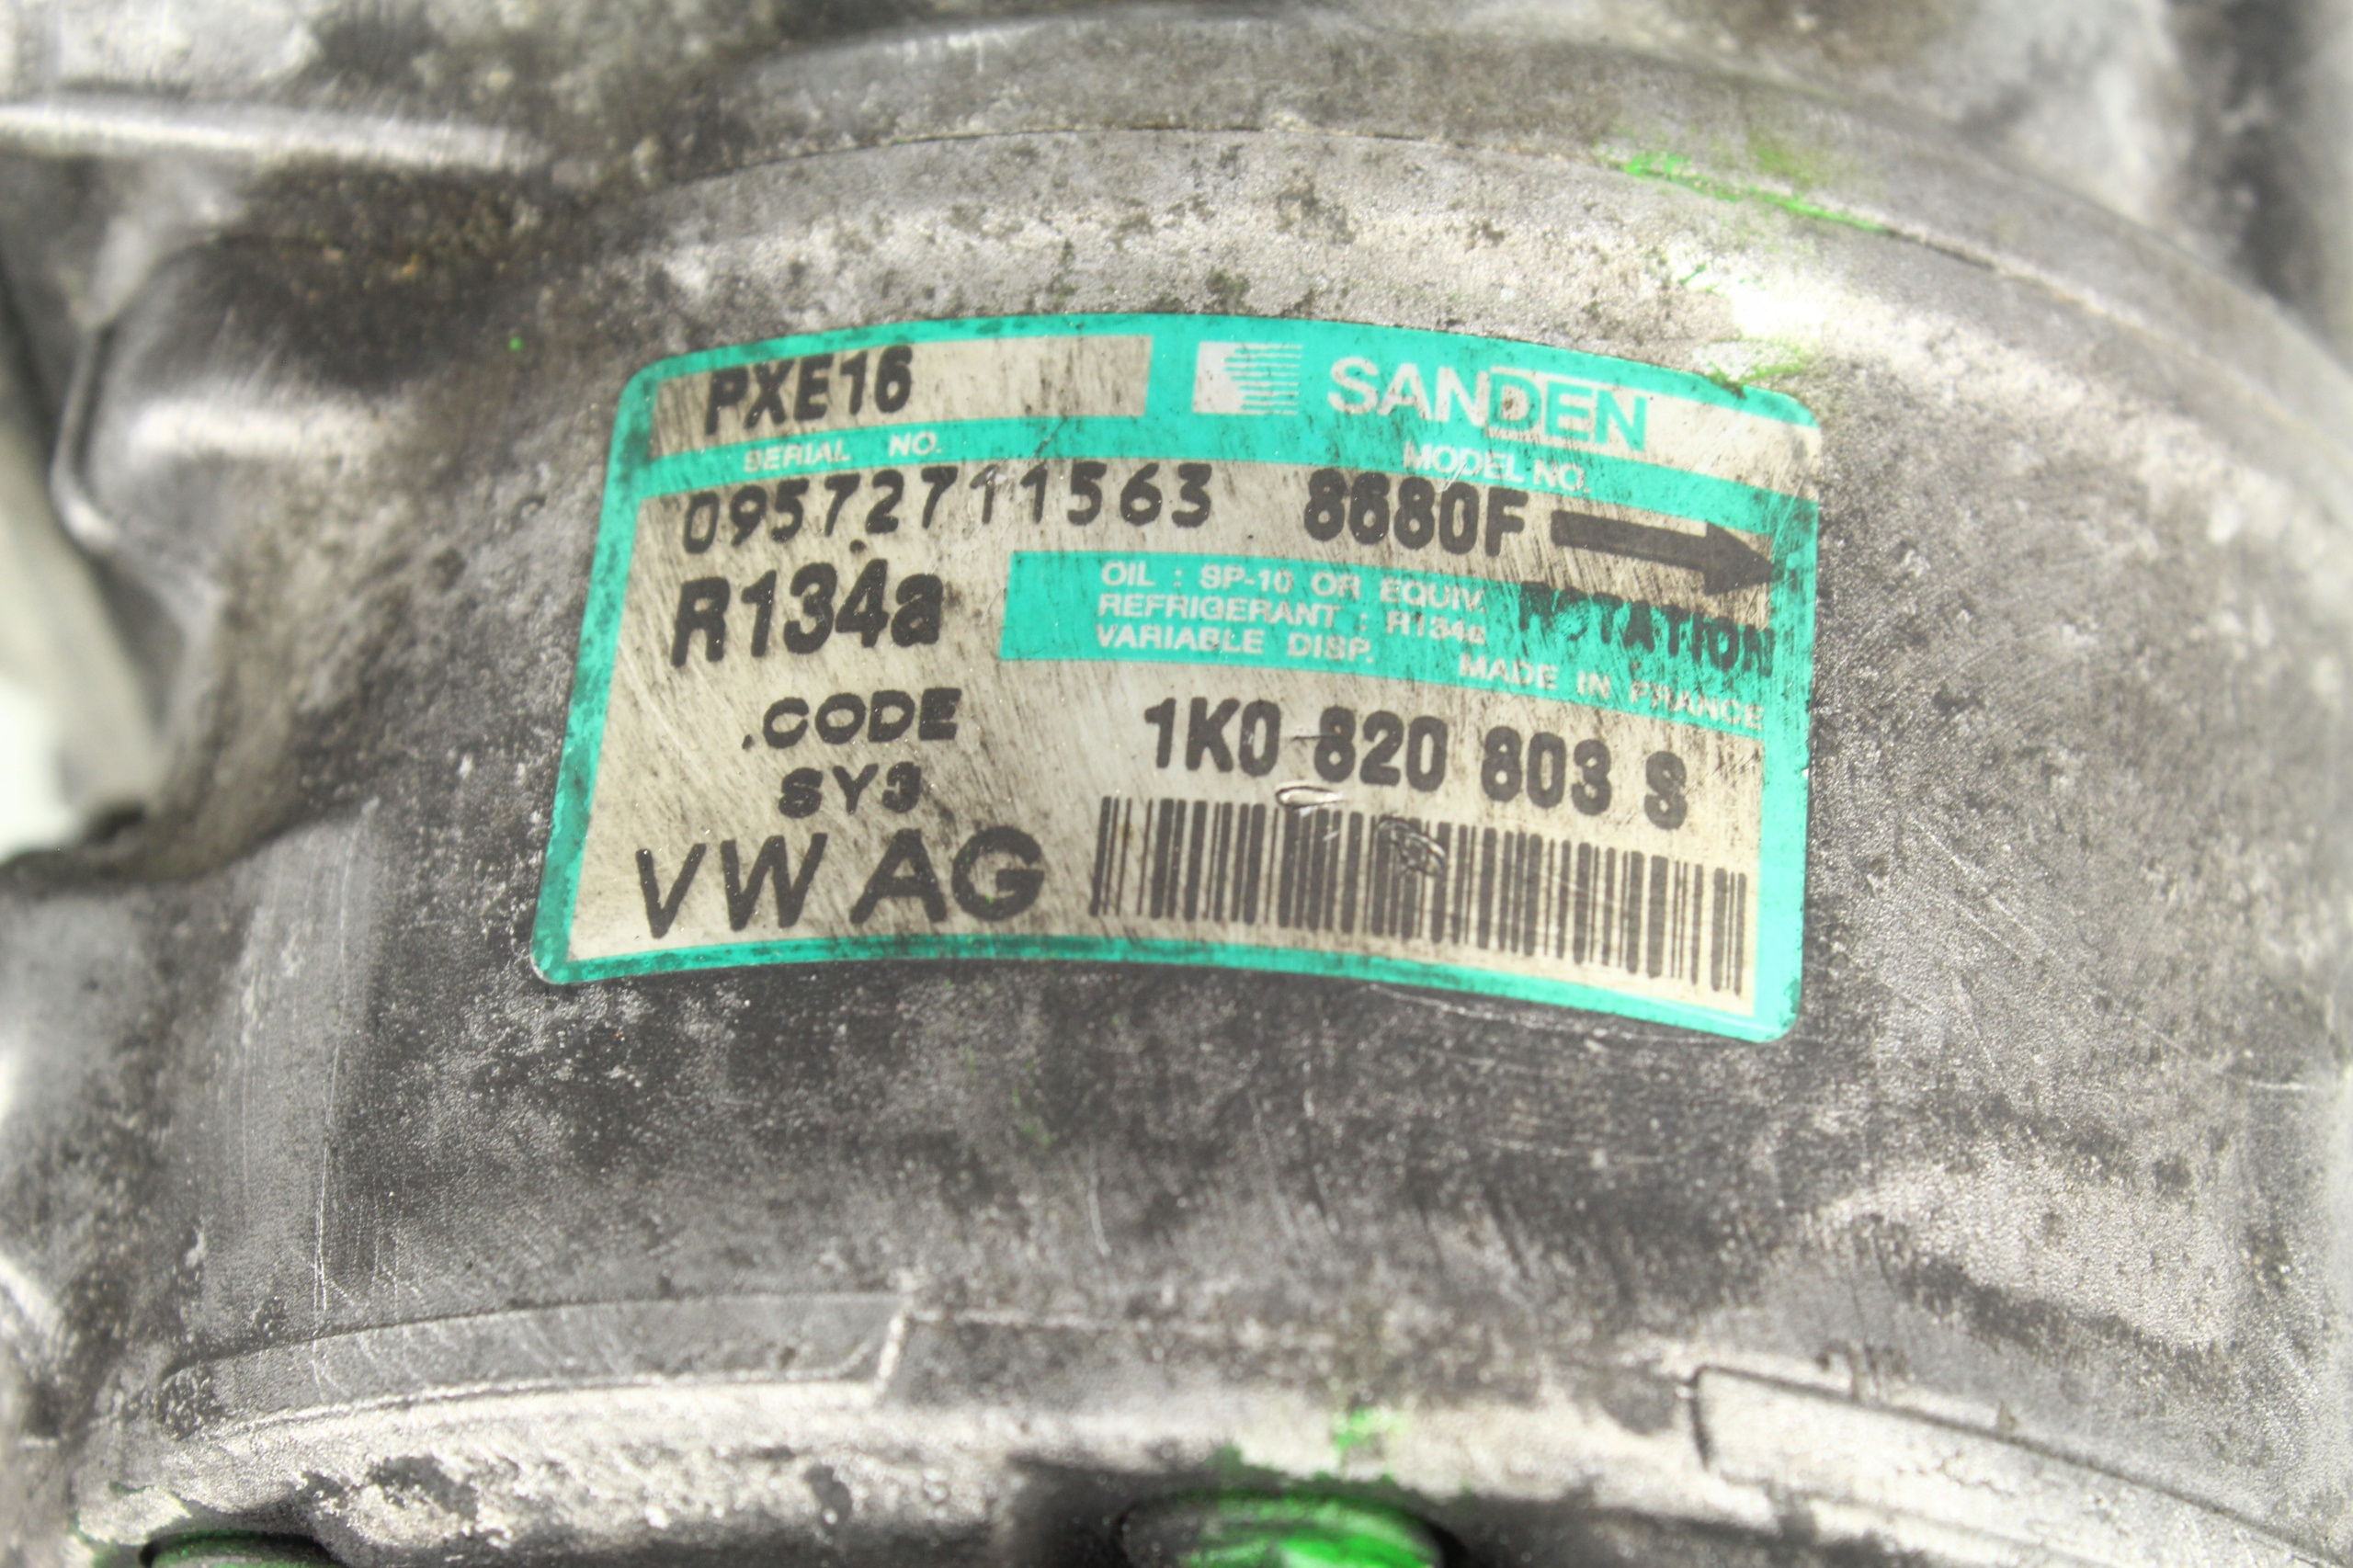 PXE16
SANDEN
SERIAL NO.
MODEL NO.
09572711563
8680F
R134a
OIL : SP-10 OR EQUIV.
REFRIGERANT : R134a
VARIABLE DISP.
ROTATION
MADE IN FRANCE
.CODE
SY3
1K0 820 803 S
VW AG